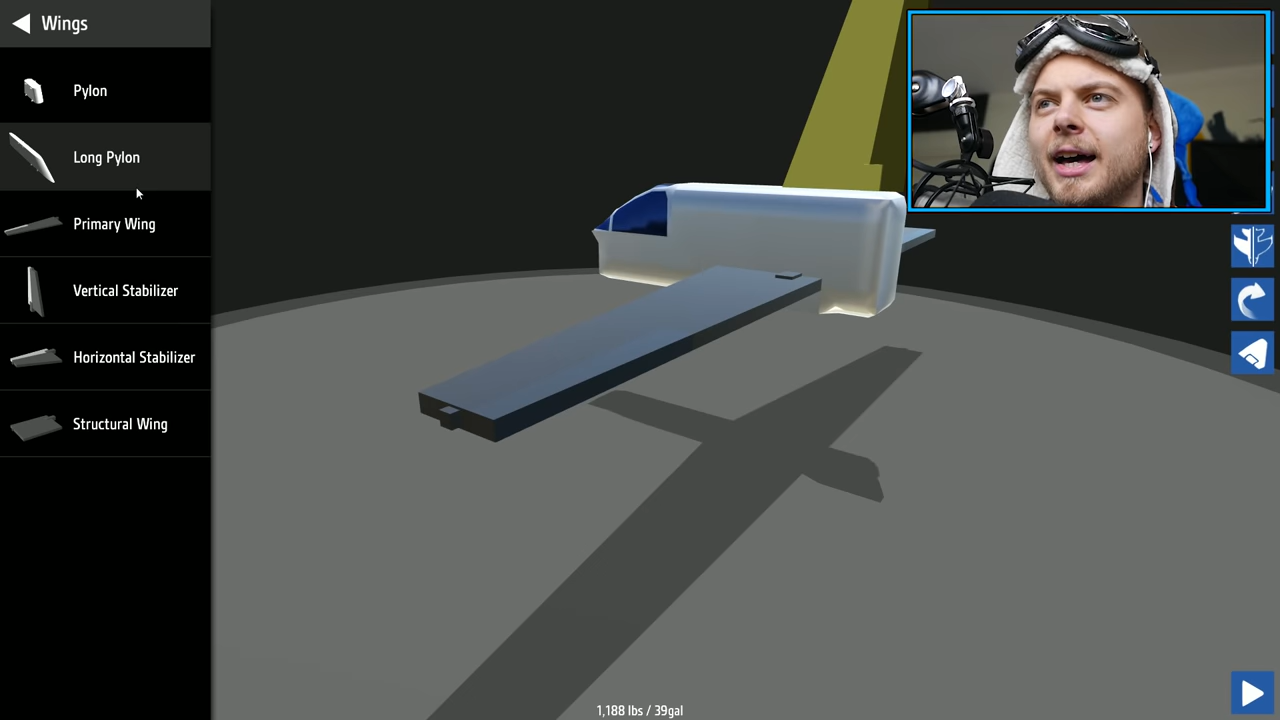 Wings
Pylon
Long Pylon
Primary Wing
Vertical Stabilizer
Horizontal Stabilizer
Structural Wing
1,188 lbs / 39gal